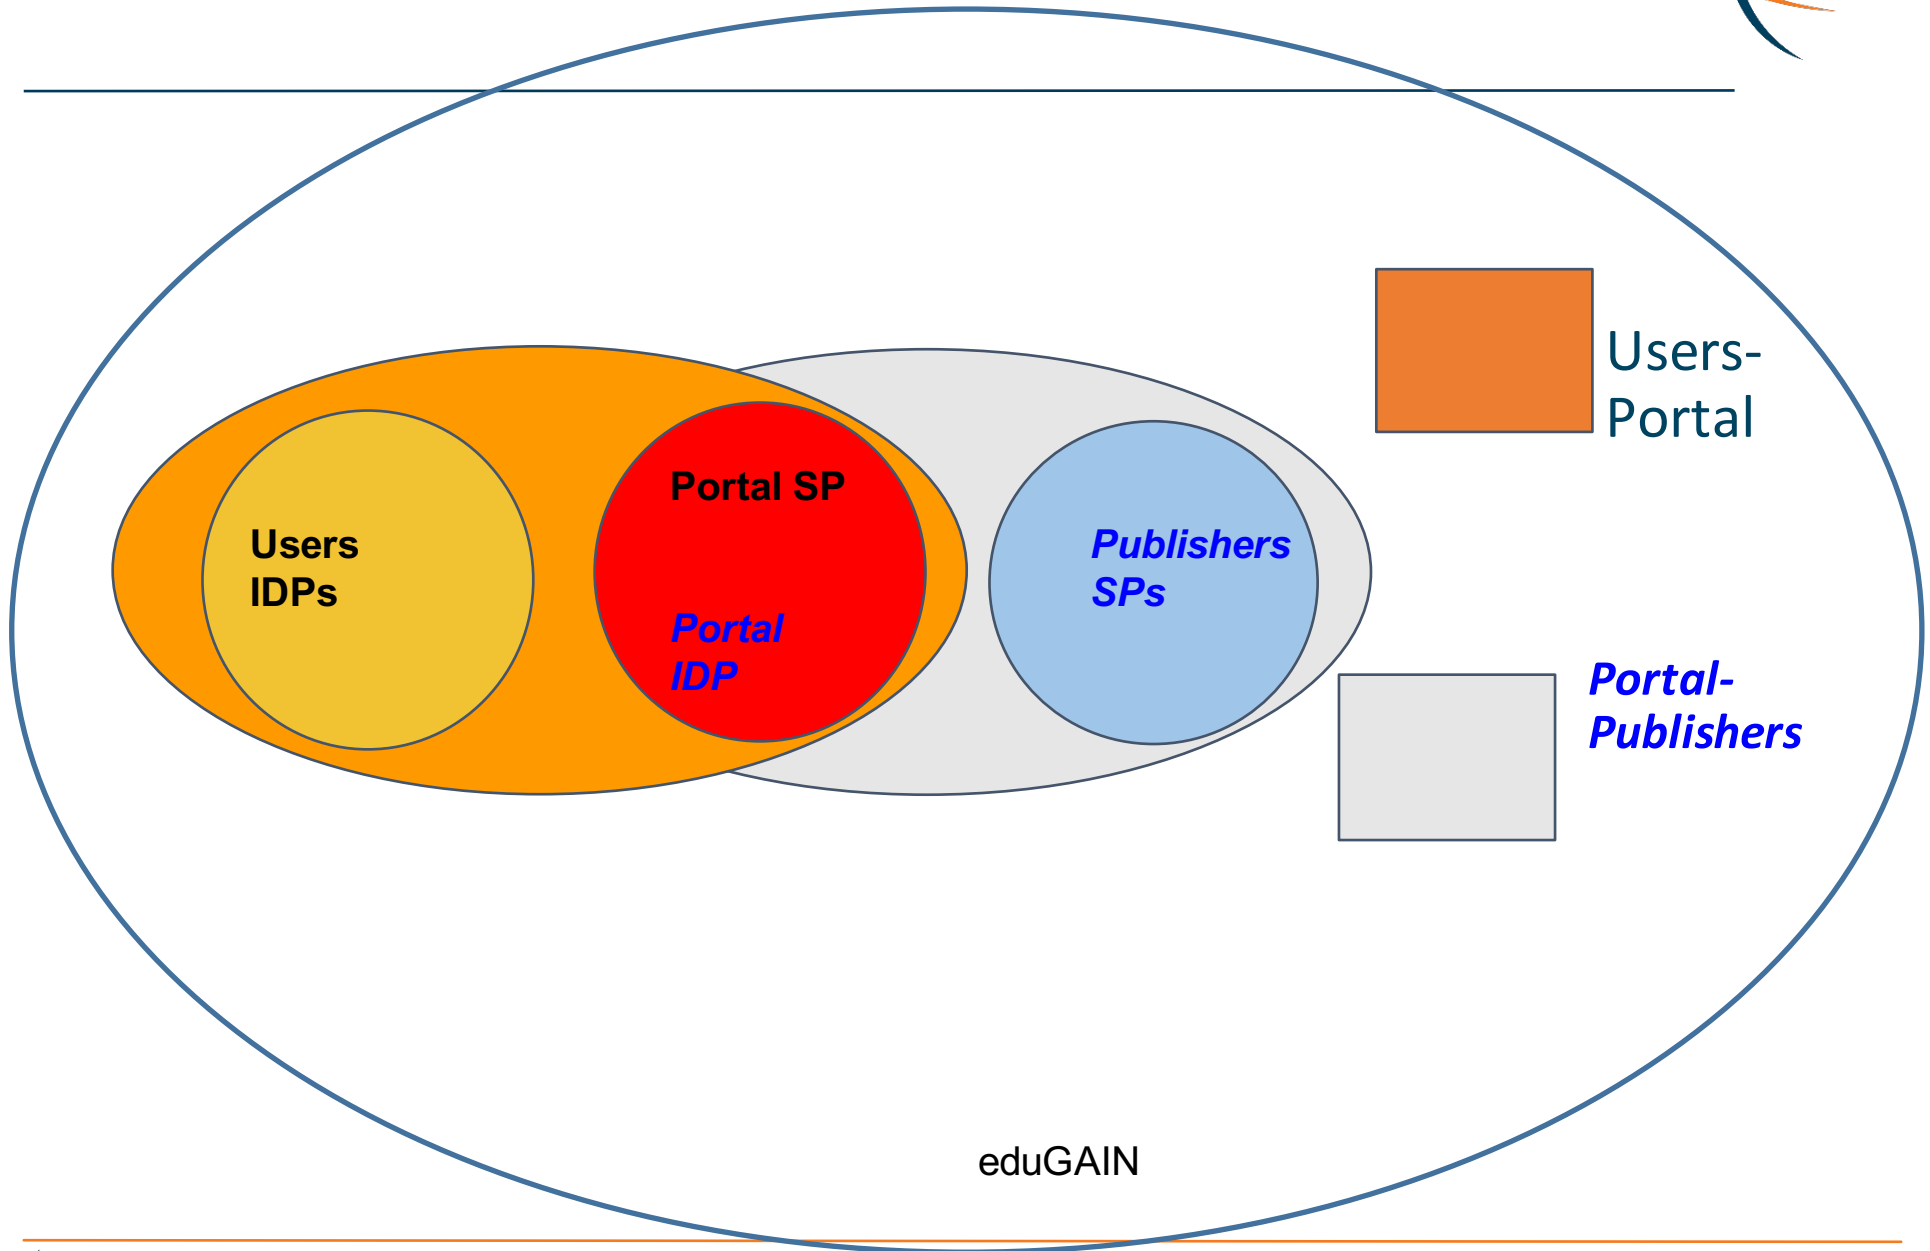 Users-
Portal
Portal SP
Users
IDPs
Publishers
SPs
Portal
IDP
Portal-
Publishers
eduGAIN